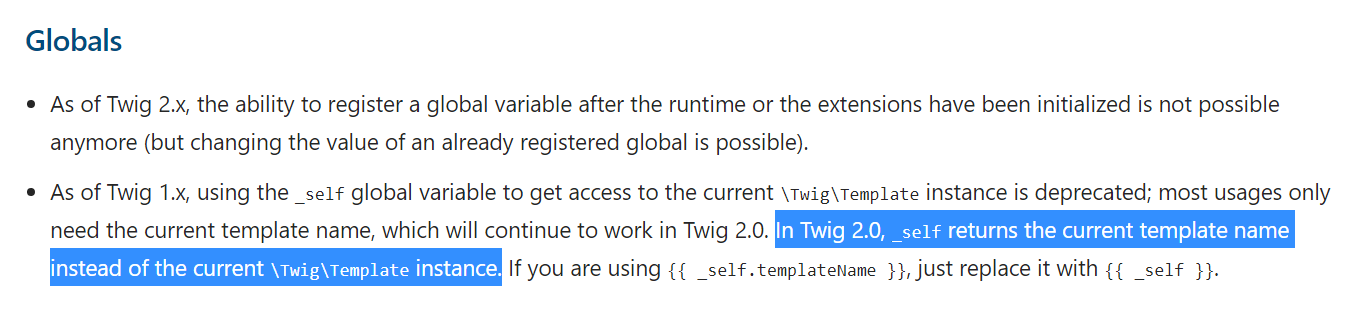 Globals
• As of Twig 2.x, the ability to register a global variable after the runtime or the extensions have been initialized is not possible
anymore (but changing the value of an already registered global is possible).
• As of Twig 1.x, using the _self global variable to get access to the current \Twig\Template instance is deprecated; most usages only
need the current template name, which will continue to work in Twig 2.0. In Twig 2.0, _self returns the current template name
instead of the current \Twig\Template instance. If you are using {{ _self.templateName }}, just replace it with {{ _self }}.